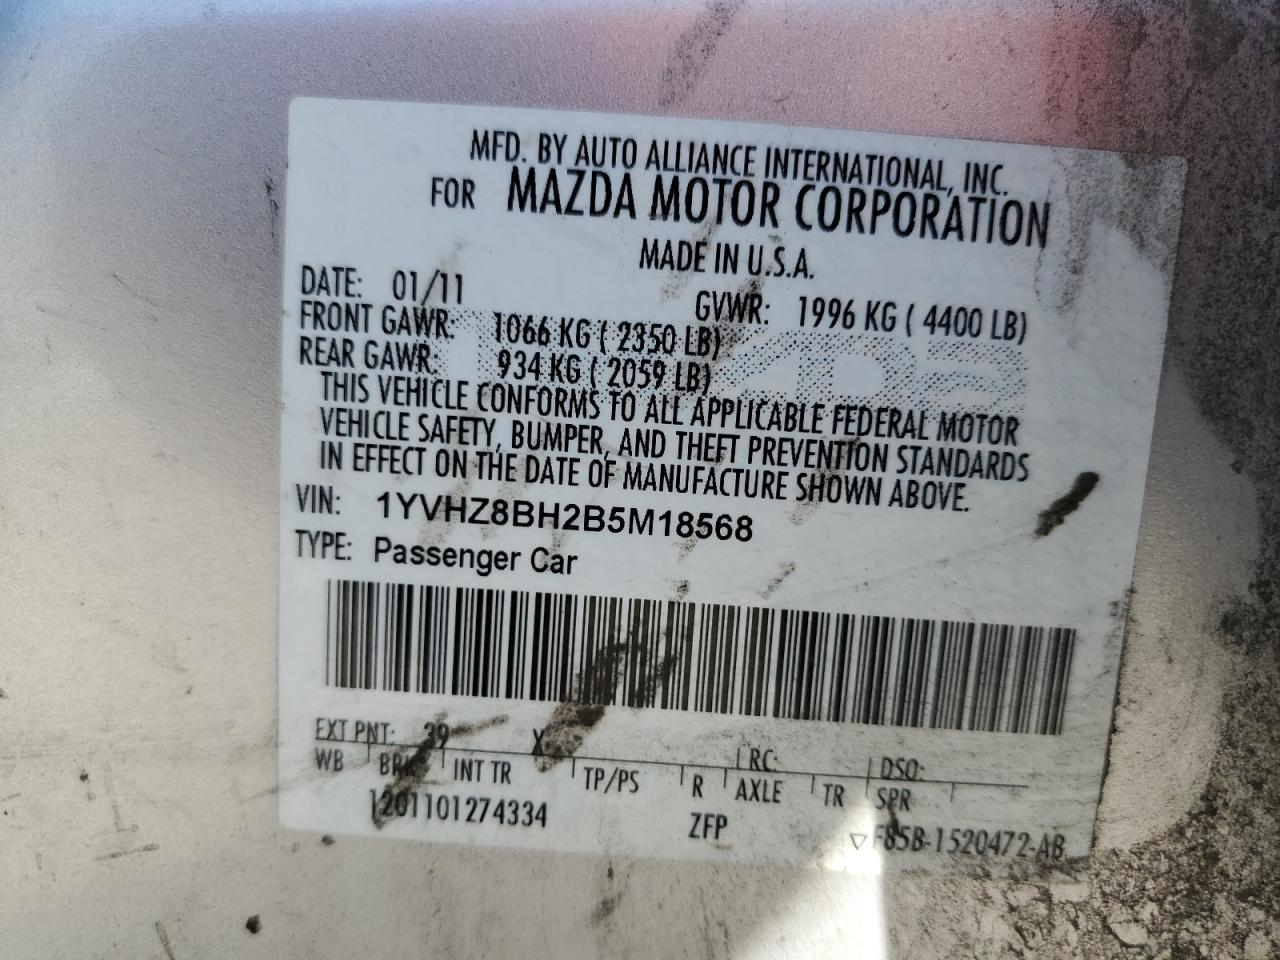 MFD. BY AUTO ALLIANCE INTERNATIONAL, INC.
FOR MAZDA MOTOR CORPORATION
MADE IN U.S.A.
DATE: 01/11 GVWR: 1996 KG ( 4400 LB)
FRONT GAWR: 1066 KG ( 2350 LB)
REAR GAWR: 934 KG ( 2059 LB)
THIS VEHICLE CONFORMS TO ALL APPLICABLE FEDERAL MOTOR
VEHICLE SAFETY, BUMPER, AND THEFT PREVENTION STANDARDS
IN EFFECT ON THE DATE OF MANUFACTURE SHOWN ABOVE.
VIN: 1YVHZ8BH2B5M18568
TYPE: Passenger Car
EXT PNT: 39 X RC: DSO:
WB BRK INT TR TP/PS R AXLE TR SPR
1201101274334 ZFP F85B-1520472-AB